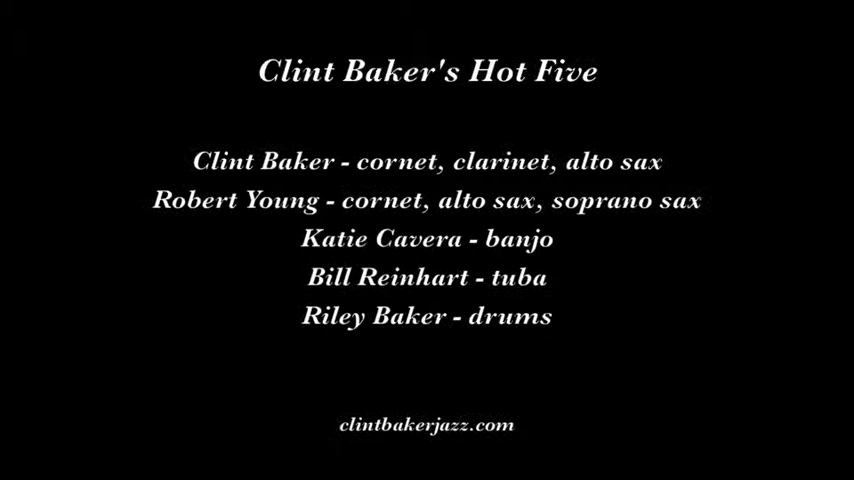 Clint Baker's Hot Five
Clint Baker - cornet, clarinet, alto sax
Robert Young - cornet, alto sax, soprano sax
Katie Cavera - banjo
Bill Reinhart - tuba
Riley Baker - drums
clintbakerjazz.com